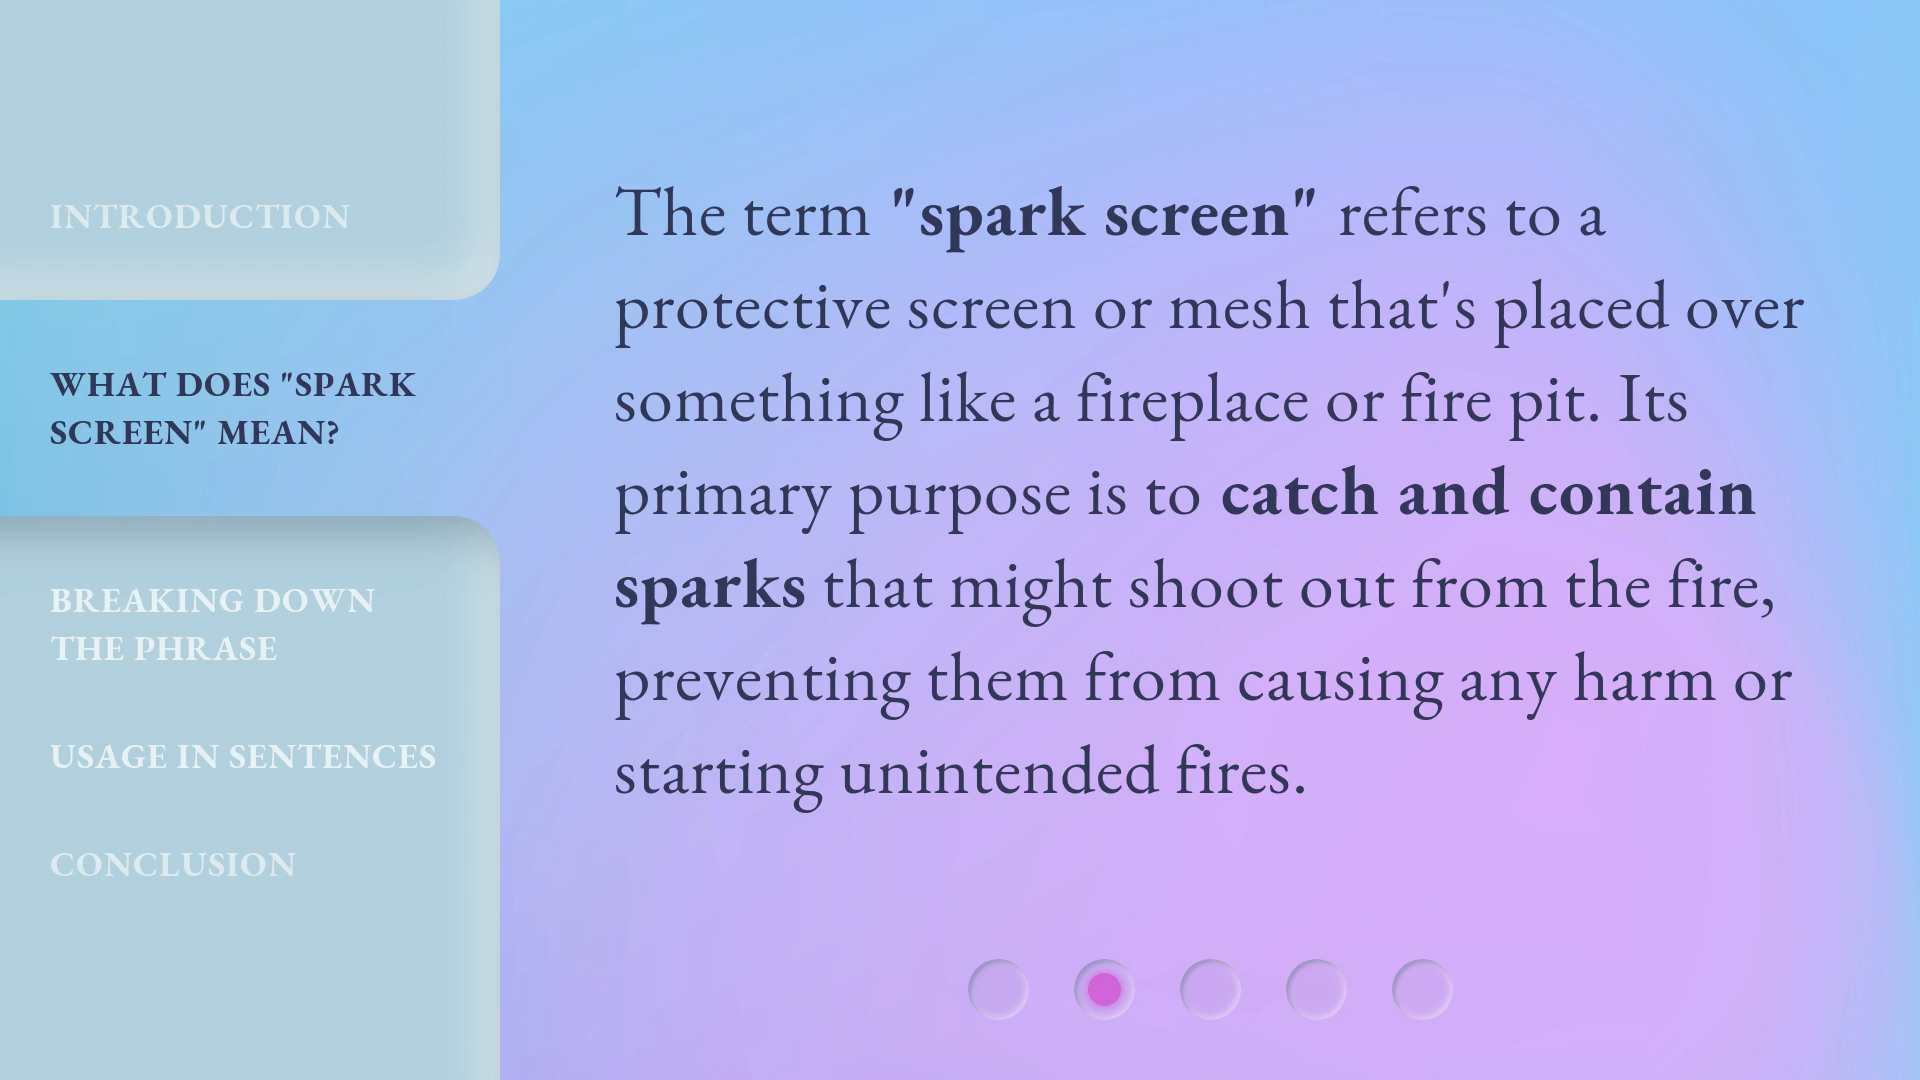 INTRODUCTION
WHAT DOES "SPARK
SCREEN" MEAN?
BREAKING DOWN
THE PHRASE
USAGE IN SENTENCES
CONCLUSION
The term "spark screen" refers to a
protective screen or mesh that's placed over
something like a fireplace or fire pit. Its
primary purpose is to catch and contain
sparks that might shoot out from the fire,
preventing them from causing any harm or
starting unintended fires.